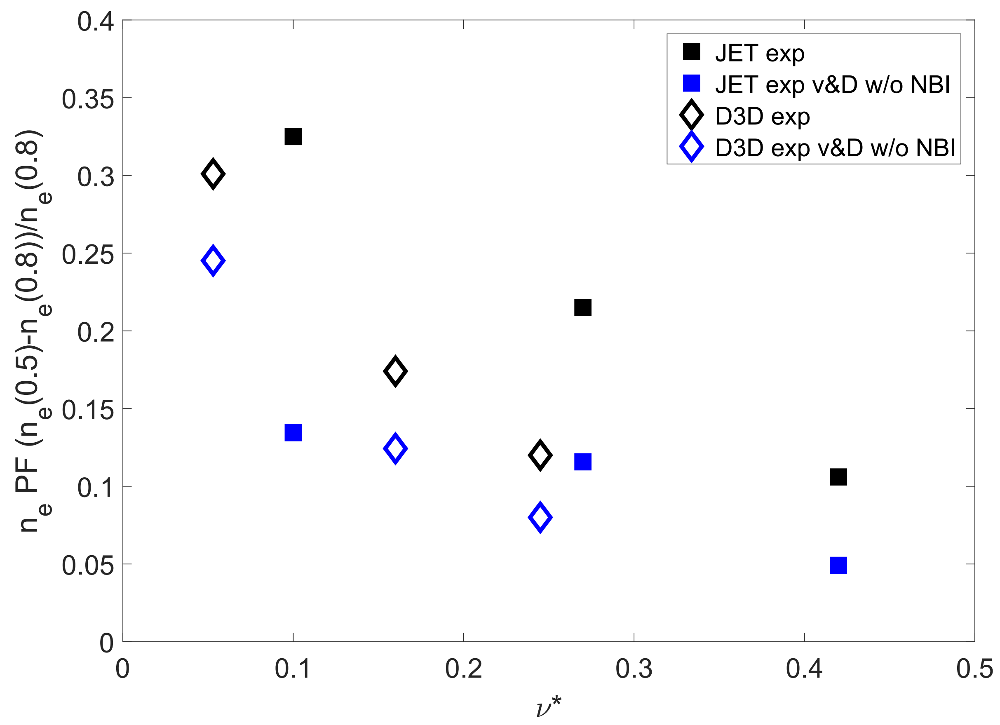 0.4
0.35
0.3
0.25
0.2
0.15
0.1
0.05
0
0
0.1
0.2
0.3
0.4
0.5
ν*
n_e PF (n_e(0.5)-n_e(0.8))/n_e(0.8)
JET exp
JET exp v&D w/o NBI
D3D exp
D3D exp v&D w/o NBI